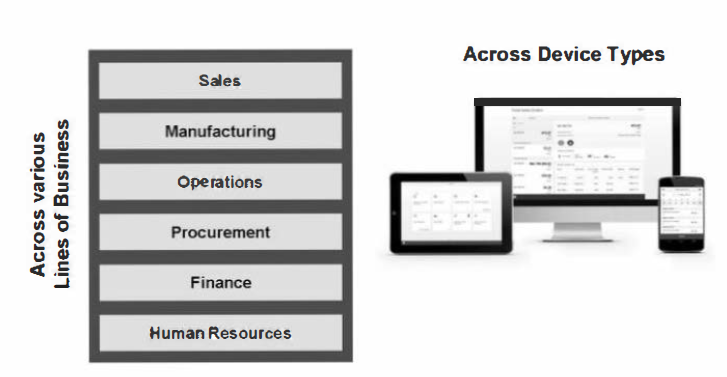 Across various
Lines of Business
Sales
Manufacturing
Operations
Procurement
Finance
Human Resources
Across Device Types